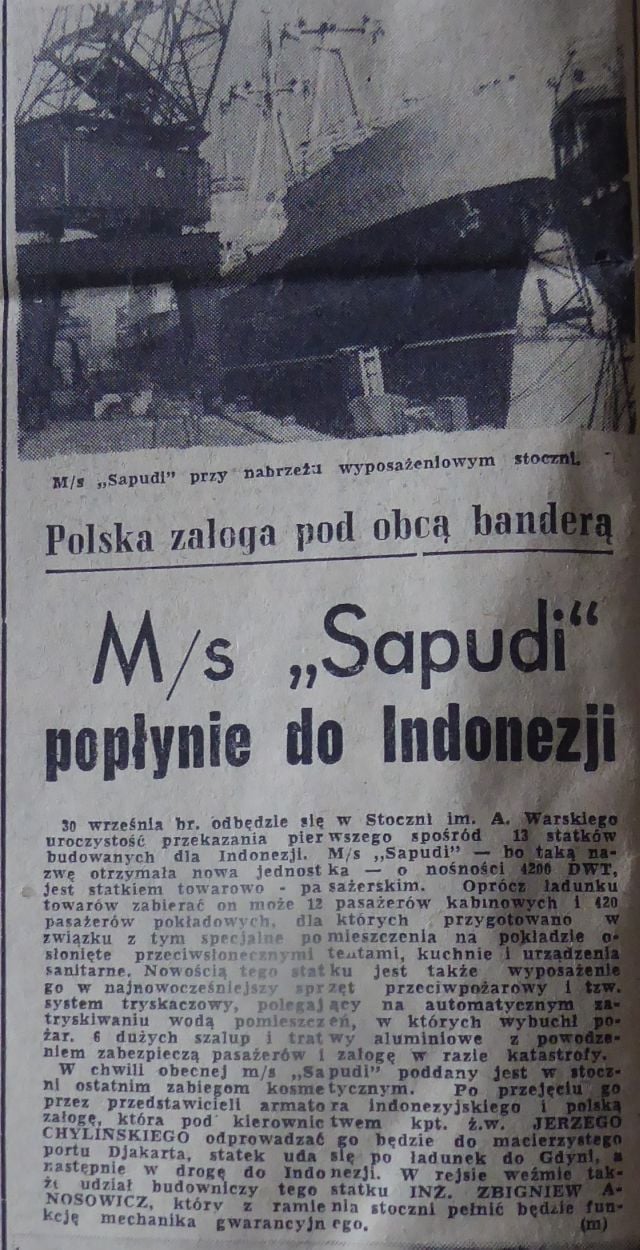 M/s „Sapudi” przy nabrzeżu wyposażeniowym stoczni.
Polska załoga pod obcą banderą
M/s „Sapudi“
popłynie do Indonezji
30 września br. odbędzie się w Stoczni im. A. Warskiego
uroczystość przekazania pierwszego spośród 13 statków
budowanych dla Indonezji. M/s „Sapudi” — bo taką na-
zwę otrzymała nowa jednostka — o nośności 4200 DWT,
jest statkiem towarowo - pasażerskim. Oprócz ładunku
towarów zabierać on może 12 pasażerów kabinowych i 420
pasażerów pokładowych, dla których przygotowano w
związku z tym specjalne pomieszczenia na pokładzie o-
słonięte przeciwsłonecznymi tentami, kuchnie i urządzenia
sanitarne. Nowością tego statku jest także wyposażenie
go w najnowocześniejszy sprzęt przeciwpożarowy i tzw.
system tryskaczowy, polegający na automatycznym za-
tryskiwaniu wodą pomieszczeń, w których wybuchł po-
żar. 6 dużych szalup i tratwy aluminiowe z powodze-
niem zabezpieczą pasażerów i załogę w razie katastrofy.
W chwili obecnej m/s „Sapudi” poddany jest w stocz-
ni ostatnim zabiegom kosmetycznym. Po przejęciu go
przez przedstawicieli armatora indonezyjskiego i polską
załogę, która pod kierownictwem kpt. ż.w. JERZEGO
CHYLIŃSKIEGO odprowadzać go będzie do macierzystego
portu Djakarta, statek uda się po ładunek do Gdyni, a
następnie w drogę do Indonezji. W rejsie weźmie tak-
że udział budowniczy tego statku INŻ. ZBIGNIEW A-
NOSOWICZ, który z ramienia stoczni pełnić będzie fun-
kcję mechanika gwarancyjnego. (m)